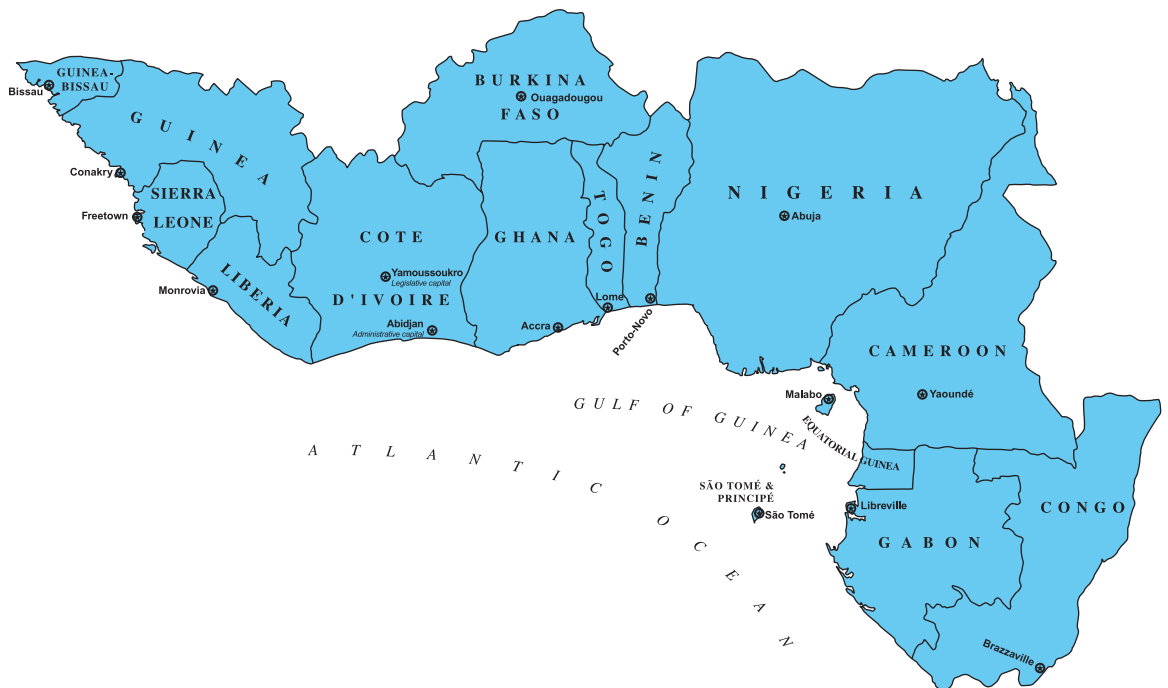 GUINEA-
BISSAU
Bissau
GUINEA
Conakry
SIERRA
LEONE
Freetown
LIBERIA
Monrovia
COTE
D'IVOIRE
Yamoussoukro
Legislative capital
Abidjan
Administrative capital
BURKINA
FASO
Ouagadougou
GHANA
Accra
TOGO
Lome
BENIN
Porto-Novo
NIGERIA
Abuja
CAMEROON
Yaoundé
Malabo
EQUATORIAL GUINEA
GULF OF GUINEA
ATLANTIC OCEAN
SÃO TOMÉ &
PRINCIPÉ
São Tomé
Libreville
GABON
CONGO
Brazzaville